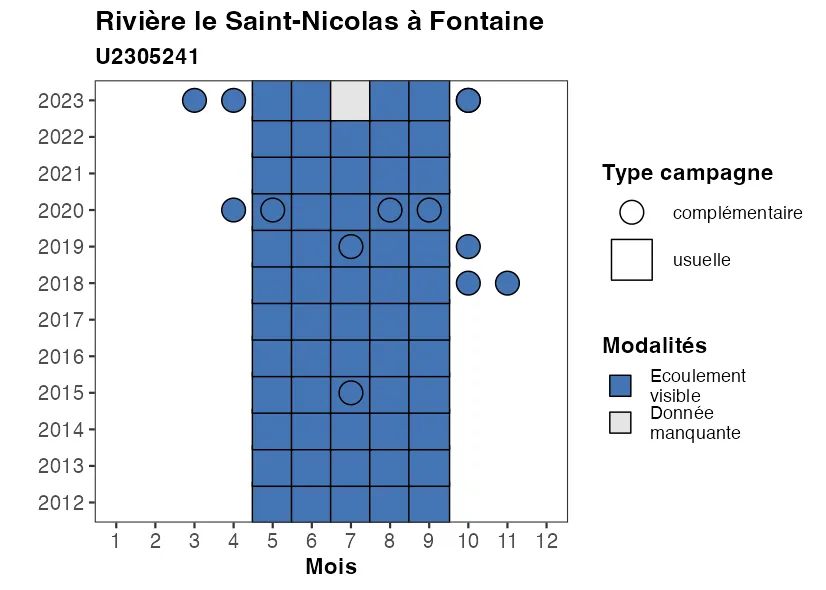 Rivière le Saint-Nicolas à Fontaine
U2305241
2023
2022
2021
2020
2019
2018
2017
2016
2015
2014
2013
2012
1 2 3 4 5 6 7 8 9 10 11 12
Mois
Type campagne
complémentaire
usuelle
Modalités
Ecoulement
visible
Donnée
manquante